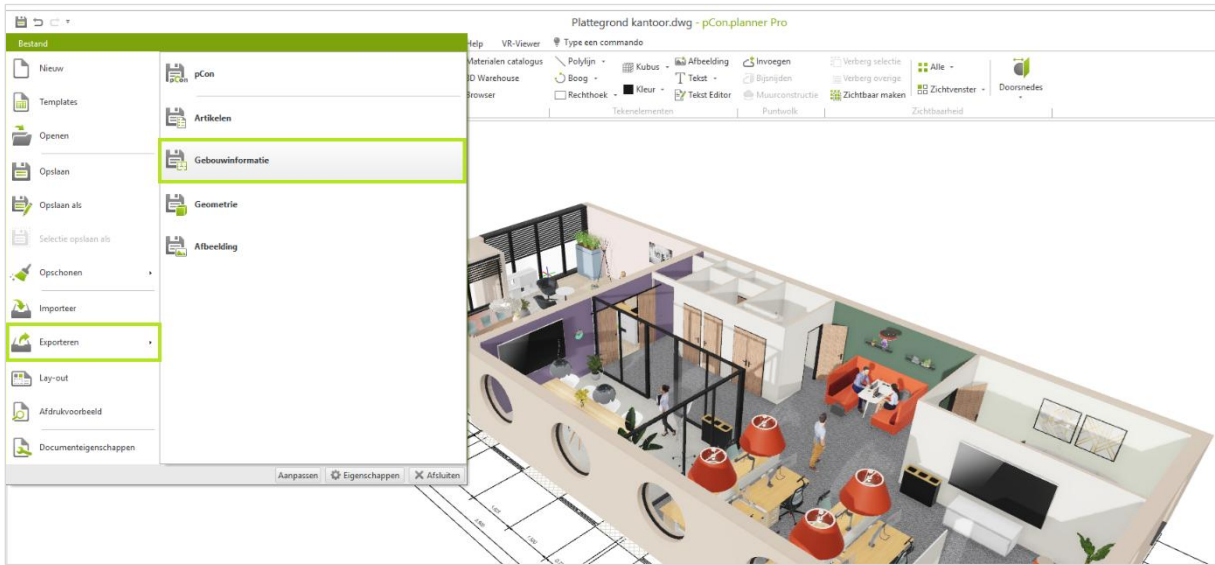 Plattegrond kantoor.dwg - pCon.planner Pro
Bestand
Help VR-Viewer Type een commando
Nieuw
Templates
Openen
Opslaan
Opslaan als
Selectie opslaan als
Opschonen
Importeer
Exporteren
Lay-out
Afdrukvoorbeeld
Documenteigenschappen
pCon
Artikelen
Gebouwinformatie
Geometrie
Afbeelding
Aanpassen Eigenschappen Afsluiten
Materialen catalogus Polylijn Kubus Afbeelding Invoegen Verberg selectie Alle
3D Warehouse Boog Tekst Bijsnijden Verberg overige Doorsnedes
Browser Rechthoek Kleur Tekst Editor Muurconstructie Zichtbaar maken Zichtvenster
Tekenelementen Puntwolk Zichtbaarheid